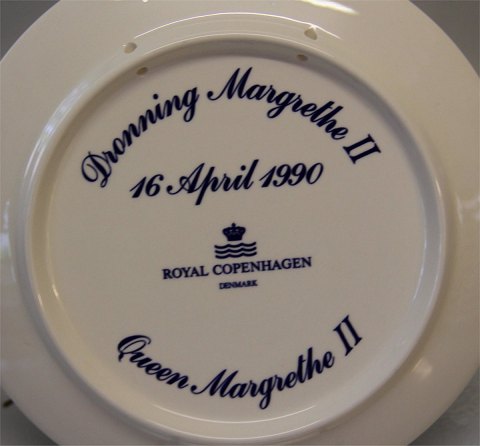 Dronning Margrethe II
16 April 1990
ROYAL COPENHAGEN
DENMARK
Queen Margrethe II